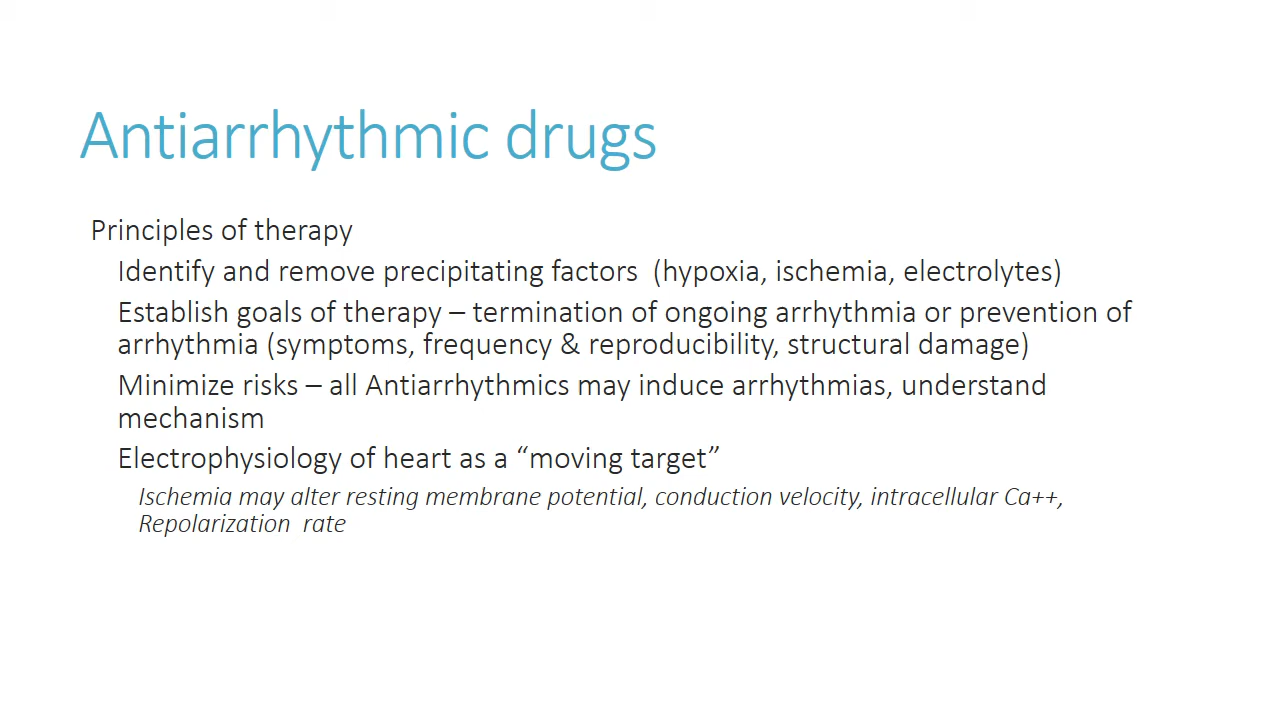 Antiarrhythmic drugs
Principles of therapy
Identify and remove precipitating factors  (hypoxia, ischemia, electrolytes)
Establish goals of therapy – termination of ongoing arrhythmia or prevention of
arrhythmia (symptoms, frequency & reproducibility, structural damage)
Minimize risks – all Antiarrhythmics may induce arrhythmias, understand
mechanism
Electrophysiology of heart as a “moving target”
Ischemia may alter resting membrane potential, conduction velocity, intracellular Ca++,
Repolarization  rate